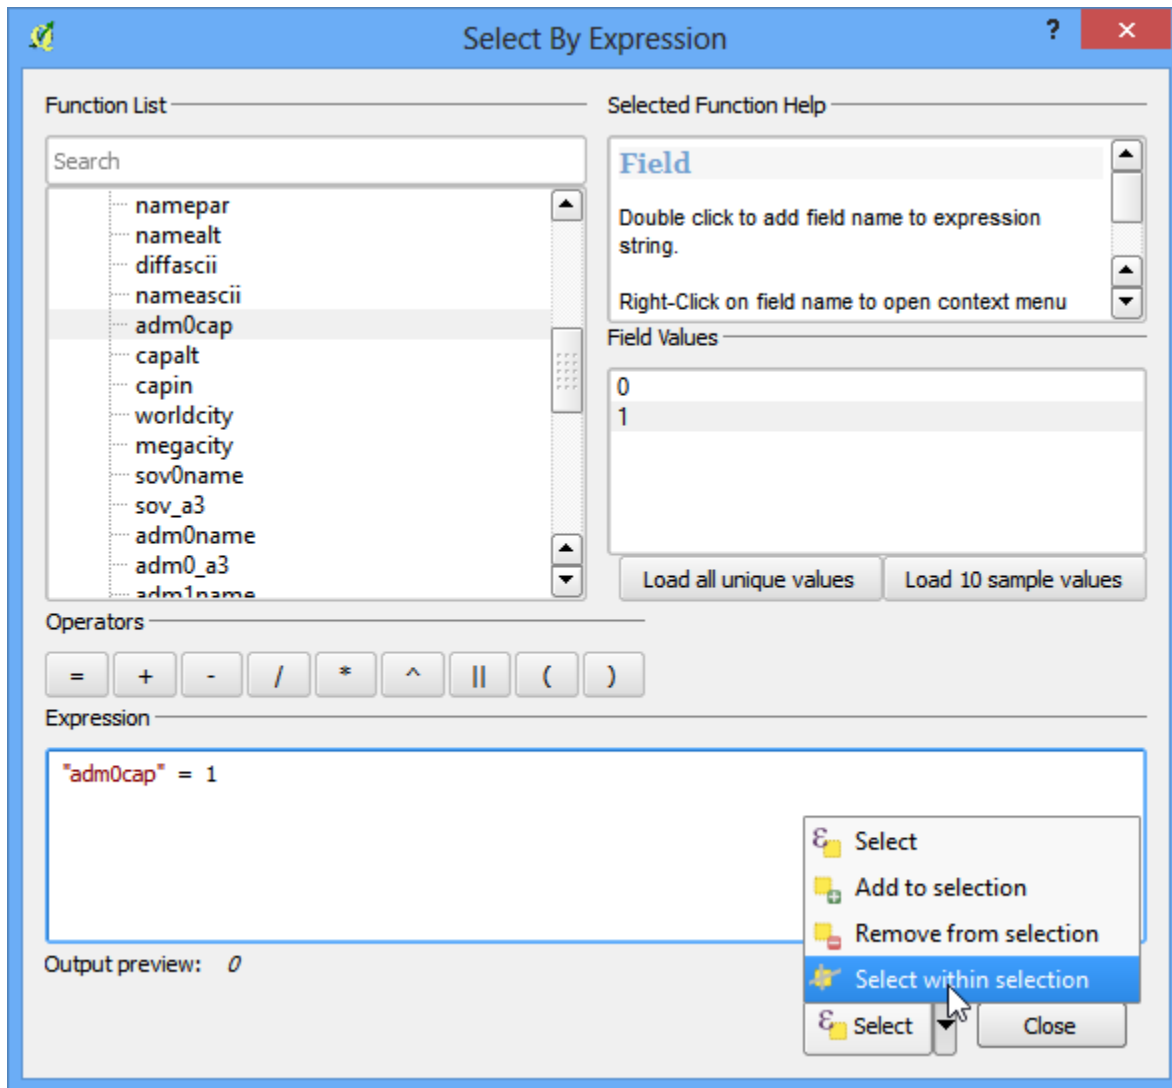 Select By Expression
?
×
Function List
Search
namepar
namealt
diffascii
nameascii
adm0cap
capalt
capin
worldcity
megacity
sov0name
sov_a3
adm0name
adm0_a3
adm1name
Selected Function Help
Field
Double click to add field name to expression
string.
Right-Click on field name to open context menu
Field Values
0
1
Load all unique values
Load 10 sample values
Operators
= + - / * ^ || ( )
Expression
"adm0cap" = 1
Select
Add to selection
Remove from selection
Select within selection
Output preview: 0
Select
Close